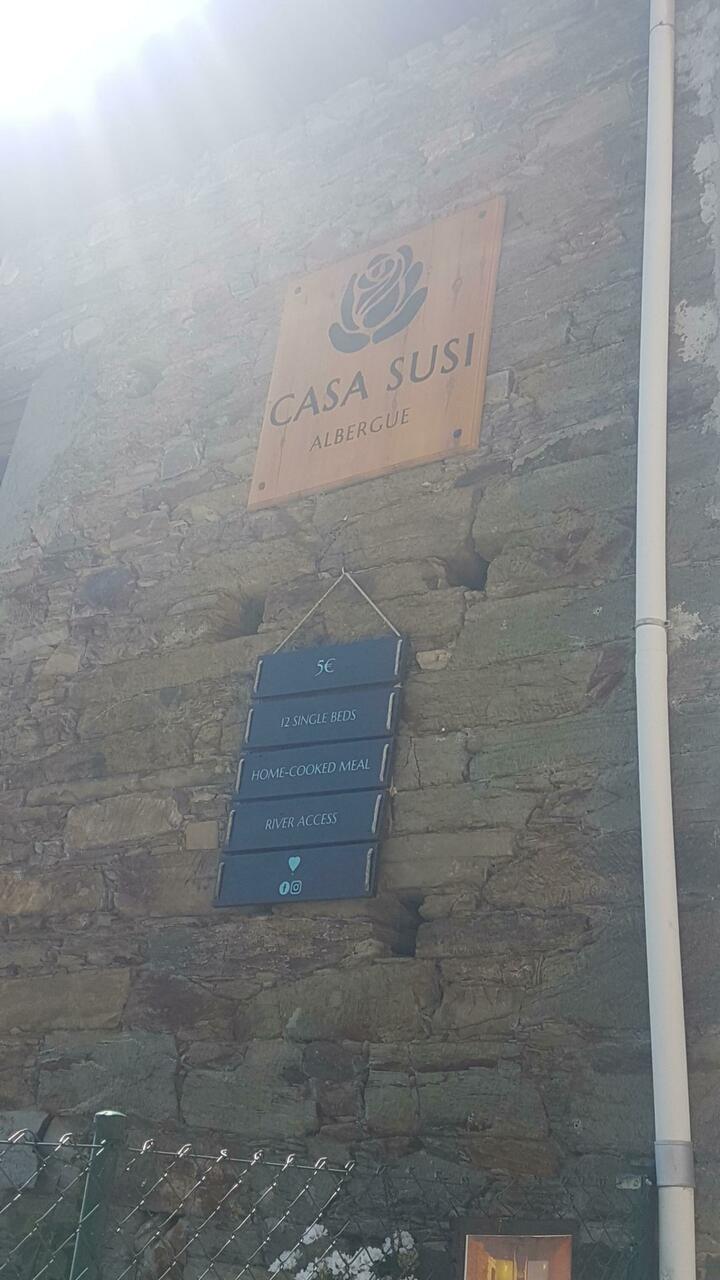 CASA SUSI
ALBERGUE
5€
12 SINGLE BEDS
HOME-COOKED MEAL
RIVER ACCESS